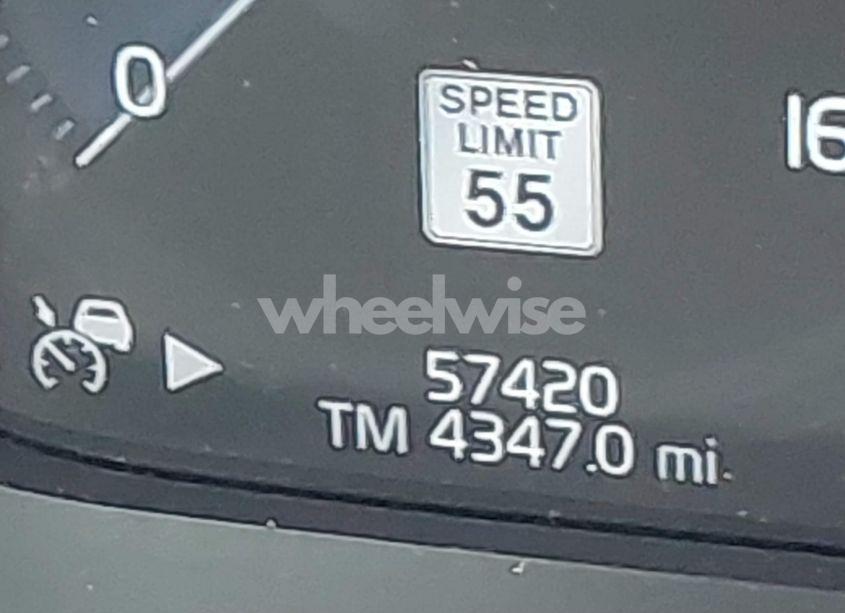 0
SPEED
LIMIT
55
16
wheelwise
57420
TM 4347.0 mi